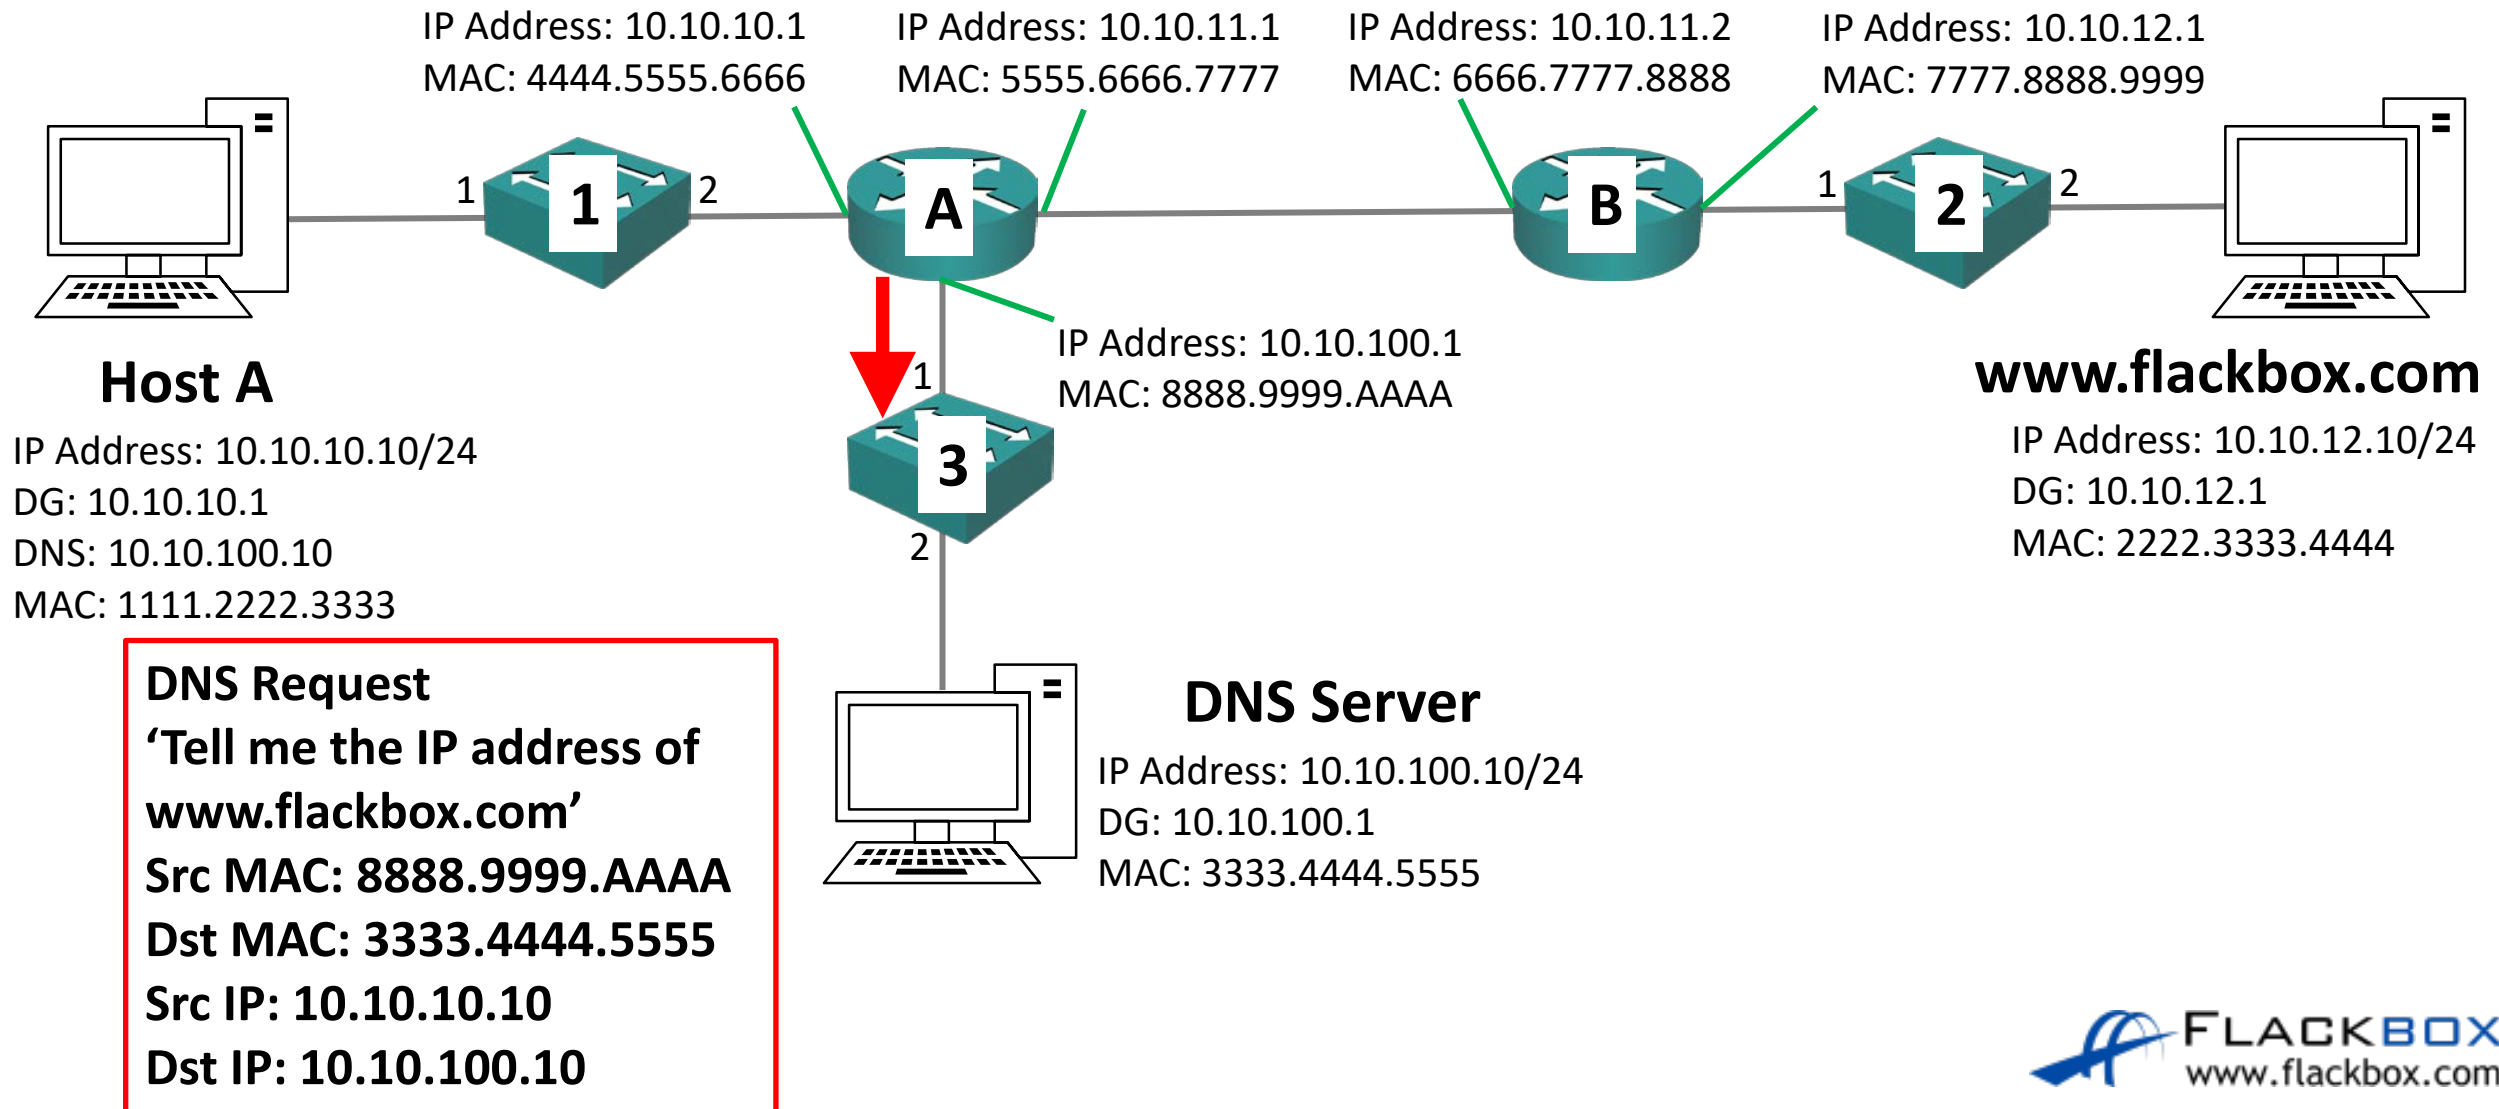 IP Address: 10.10.10.1
MAC: 4444.5555.6666
IP Address: 10.10.11.1
MAC: 5555.6666.7777
IP Address: 10.10.11.2
MAC: 6666.7777.8888
IP Address: 10.10.12.1
MAC: 7777.8888.9999
1
1
2
A
B
1
2
2
IP Address: 10.10.100.1
MAC: 8888.9999.AAAA
1
3
2
Host A
IP Address: 10.10.10.10/24
DG: 10.10.10.1
DNS: 10.10.100.10
MAC: 1111.2222.3333
www.flackbox.com
IP Address: 10.10.12.10/24
DG: 10.10.12.1
MAC: 2222.3333.4444
DNS Request
‘Tell me the IP address of
www.flackbox.com’
Src MAC: 8888.9999.AAAA
Dst MAC: 3333.4444.5555
Src IP: 10.10.10.10
Dst IP: 10.10.100.10
DNS Server
IP Address: 10.10.100.10/24
DG: 10.10.100.1
MAC: 3333.4444.5555
FLACKBOX
www.flackbox.com